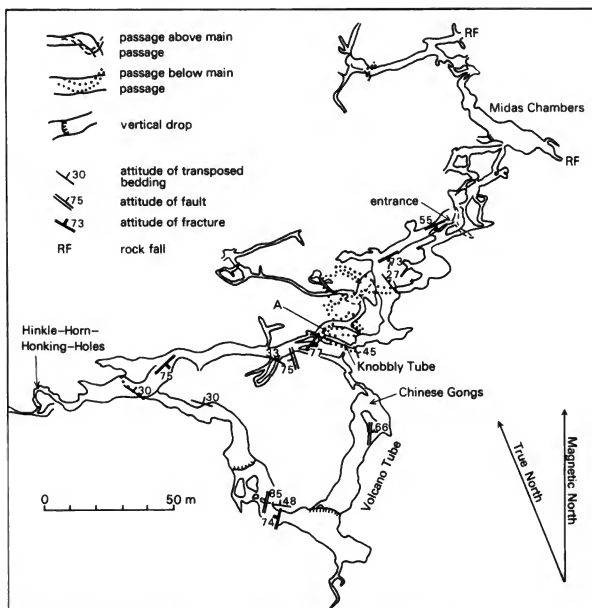 passage above main
passage
passage below main
passage
vertical drop
30
attitude of transposed
bedding
75
attitude of fault
73
attitude of fracture
RF
rock fall
RF
Midas Chambers
RF
entrance
55
73
27
A
Hinkle-Horn-
Honking-Holes
33
75
77
45
Knobbly Tube
75
30
30
Chinese Gongs
66
Volcano Tube
85
48
74
0
50 m
True North
Magnetic North